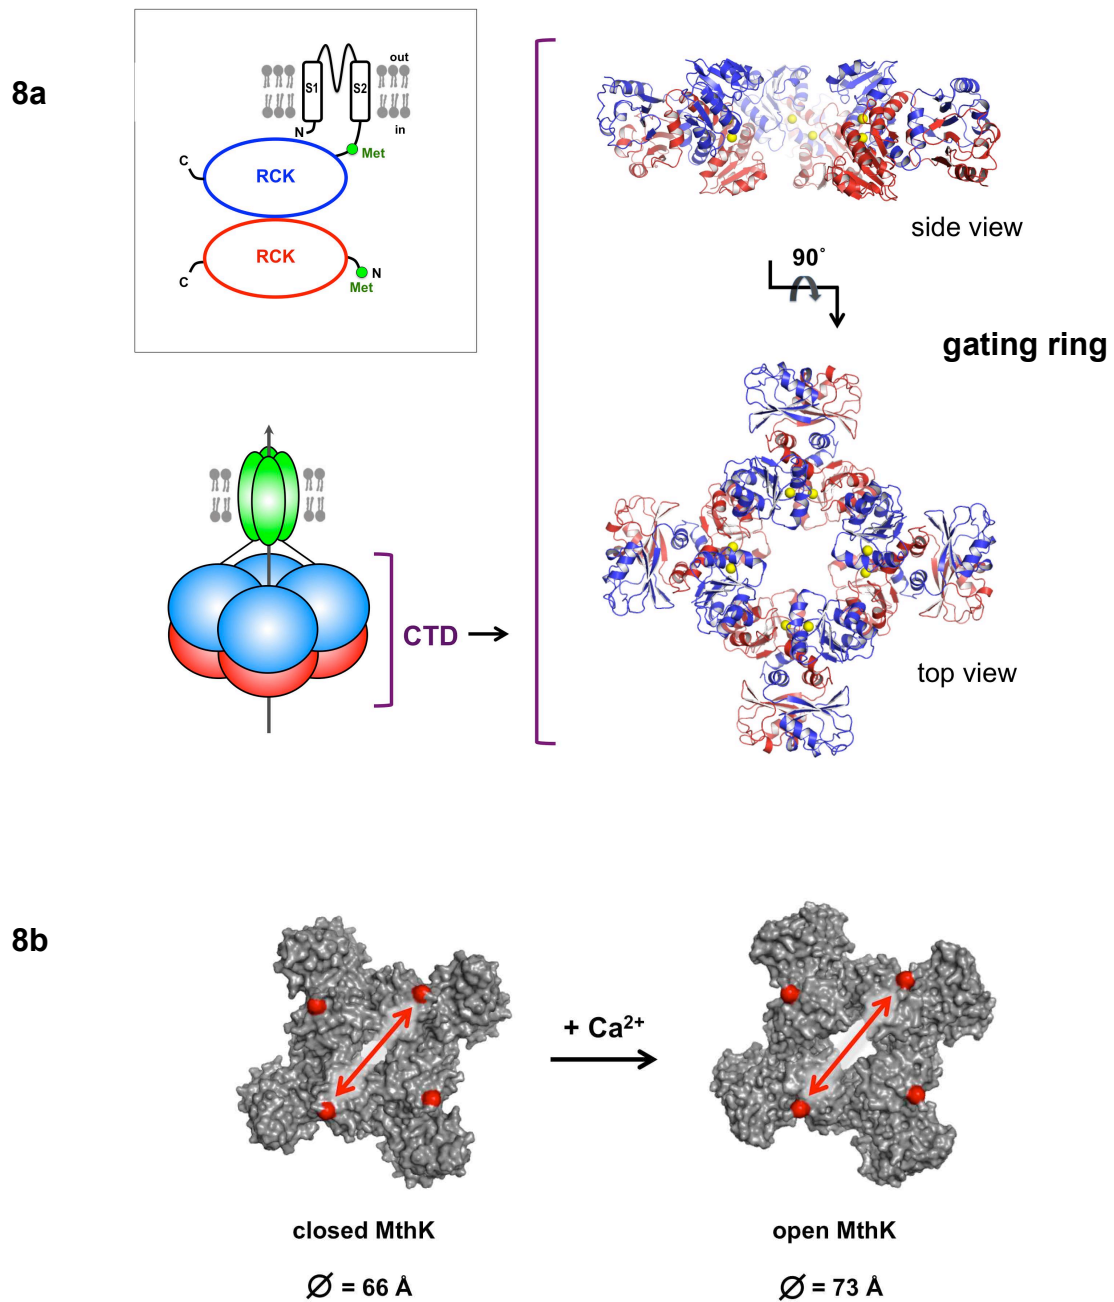 8a
out
S1
S2
N
in
Met
C
RCK
RCK
C
N
Met
side view
90°
gating ring
CTD
top view
8b
+ Ca²⁺
closed MthK
open MthK
Ø = 66 Å
Ø = 73 Å